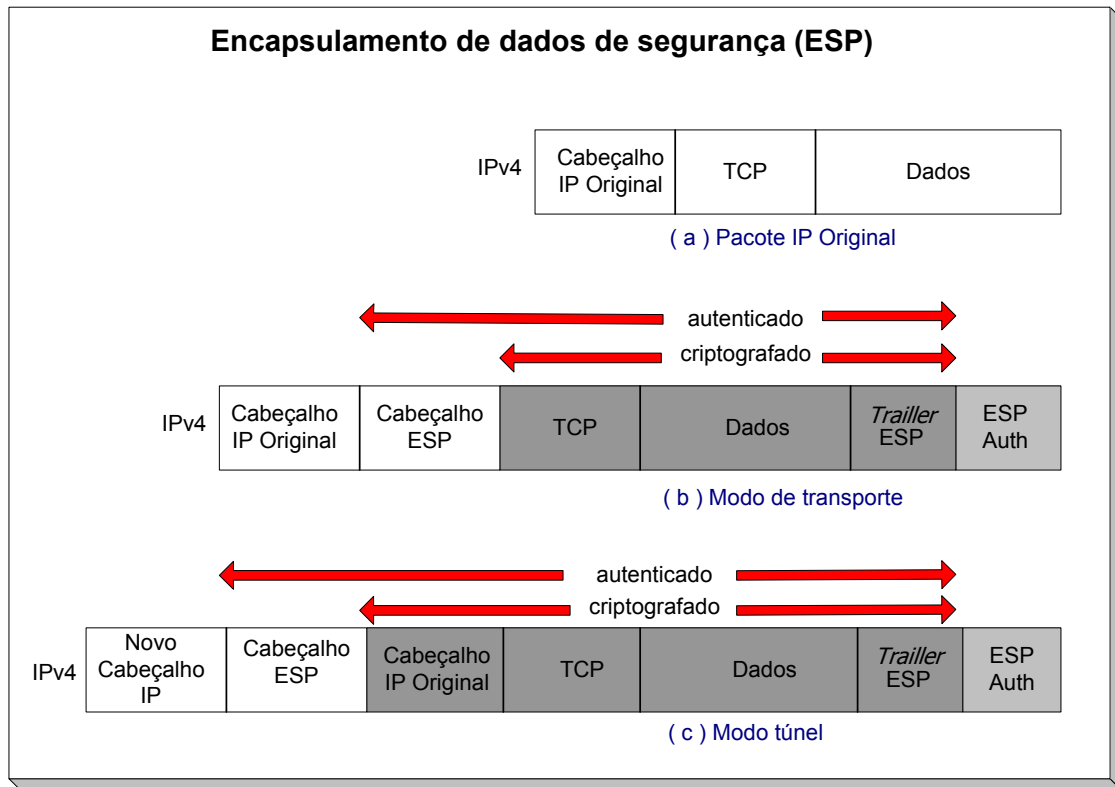 Encapsulamento de dados de segurança (ESP)
IPv4
Cabeçalho
IP Original
TCP
Dados
( a ) Pacote IP Original
autenticado
criptografado
IPv4
Cabeçalho
IP Original
Cabeçalho
ESP
TCP
Dados
Trailler
ESP
ESP
Auth
( b ) Modo de transporte
autenticado
criptografado
IPv4
Novo
Cabeçalho
IP
Cabeçalho
ESP
Cabeçalho
IP Original
TCP
Dados
Trailler
ESP
ESP
Auth
( c ) Modo túnel